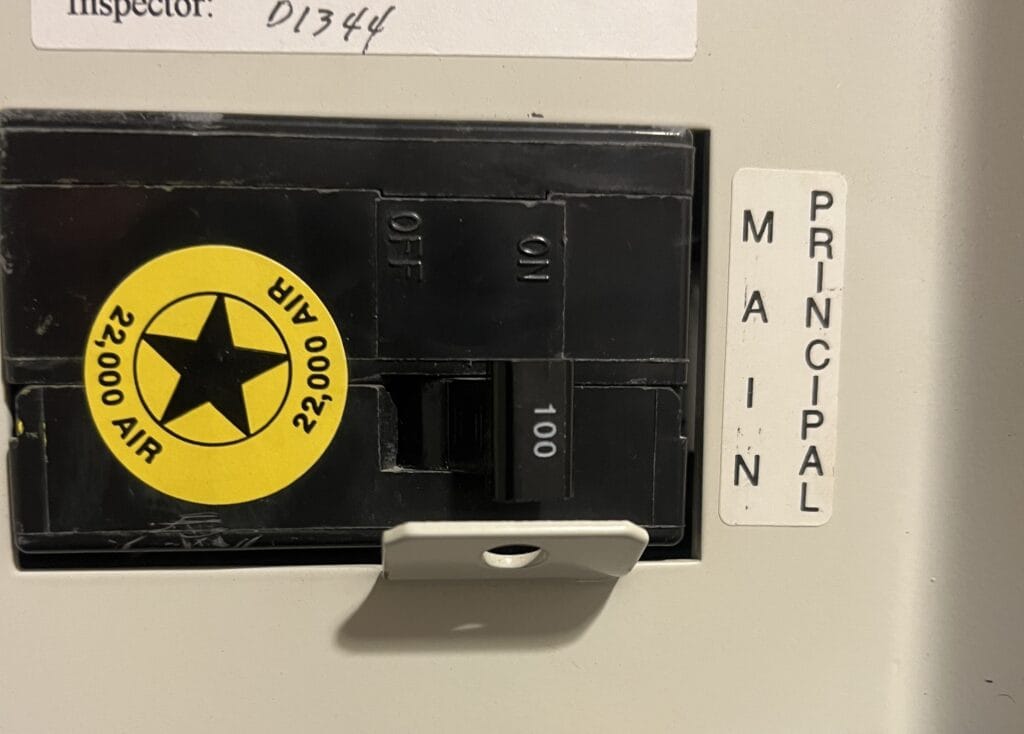 Inspector: D1344
OFF
ON
22,000 AIR
22,000 AIR
100
MAIN
PRINCIPAL